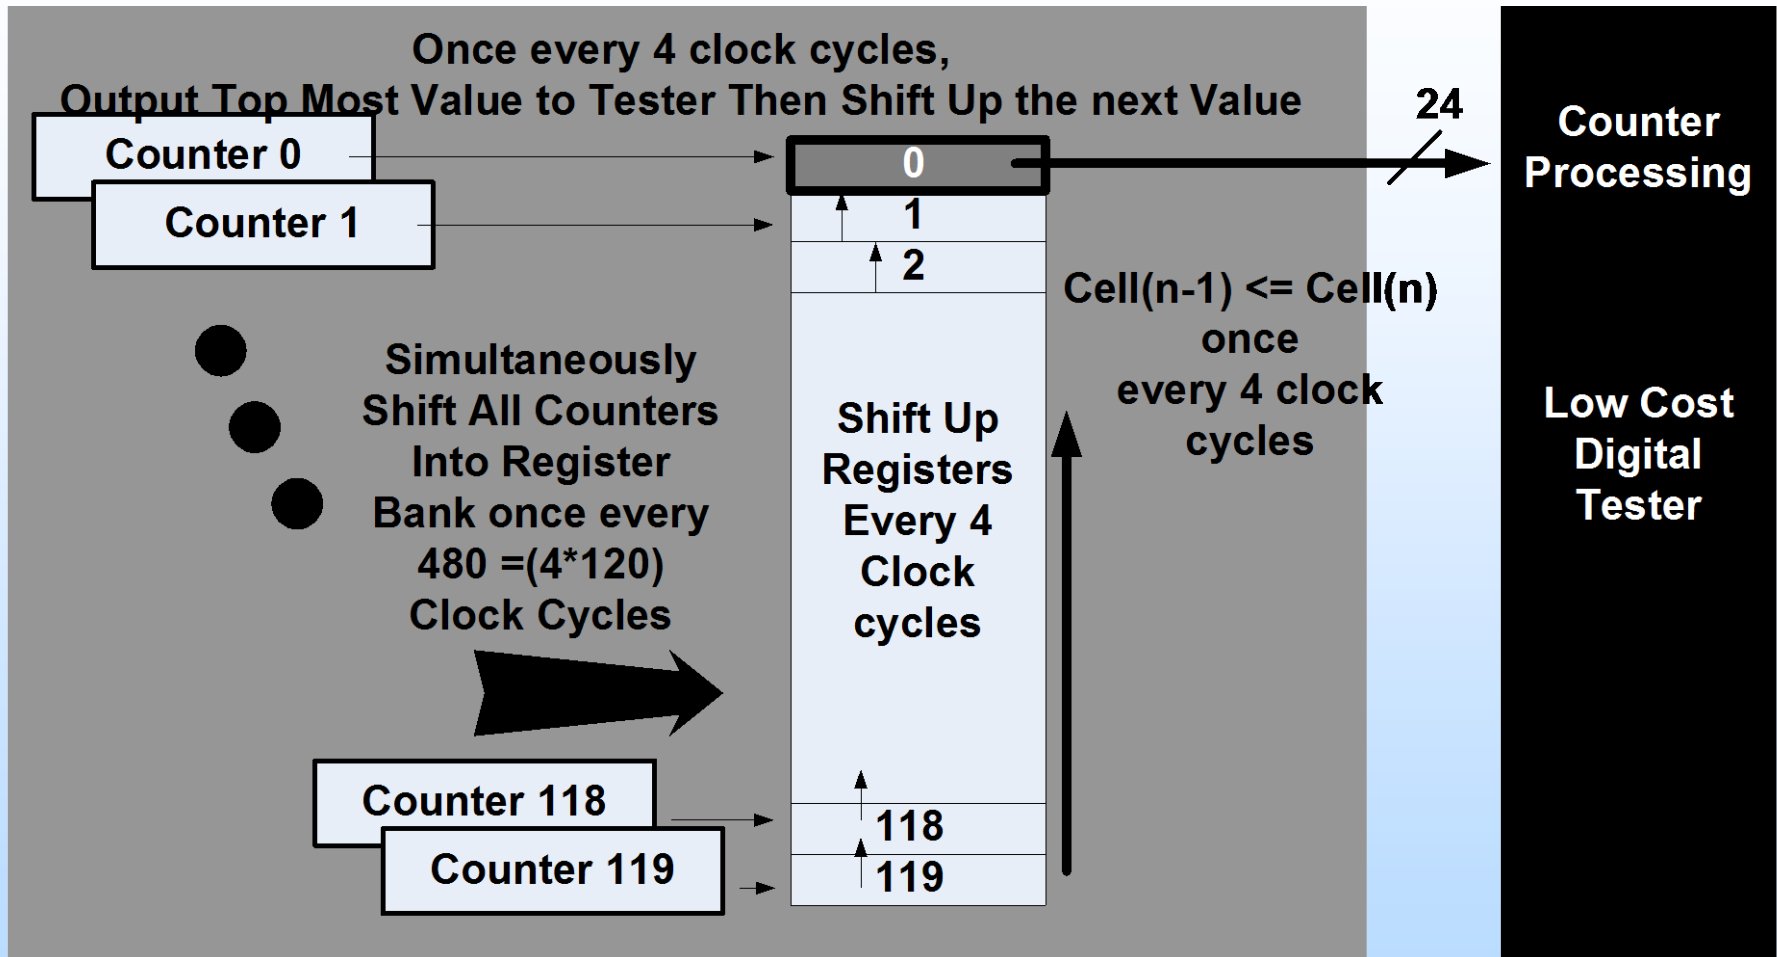 Once every 4 clock cycles,
Output Top Most Value to Tester Then Shift Up the next Value
24
Counter
Processing
Counter 0
0
Counter 1
1
2
Cell(n-1) <= Cell(n)
once
every 4 clock
cycles
Simultaneously
Shift All Counters
Into Register
Bank once every
480 =(4*120)
Clock Cycles
Shift Up
Registers
Every 4
Clock
cycles
Low Cost
Digital
Tester
Counter 118
118
Counter 119
119